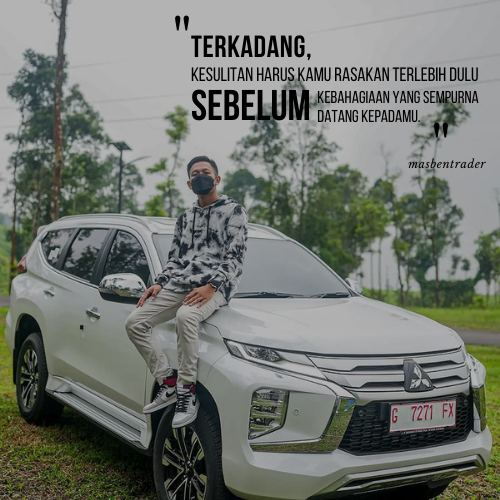 "
TERKADANG,
KESULITAN HARUS KAMU RASAKAN TERLEBIH DULU
SEBELUM KEBAHAGIAAN YANG SEMPURNA
DATANG KEPADAMU.
"
masbentrader
G 7271 FX